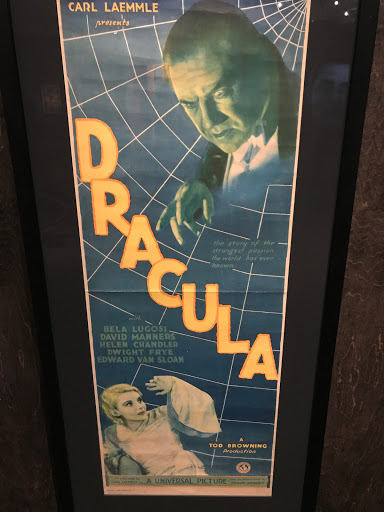 CARL LAEMMLE
presents
DRACULA
the story of the
strangest passion
the world has ever
known
with
BELA LUGOSI
DAVID MANNERS
HELEN CHANDLER
DWIGHT FRYE
EDWARD VAN SLOAN
A
TOD BROWNING
Production
A UNIVERSAL PICTURE